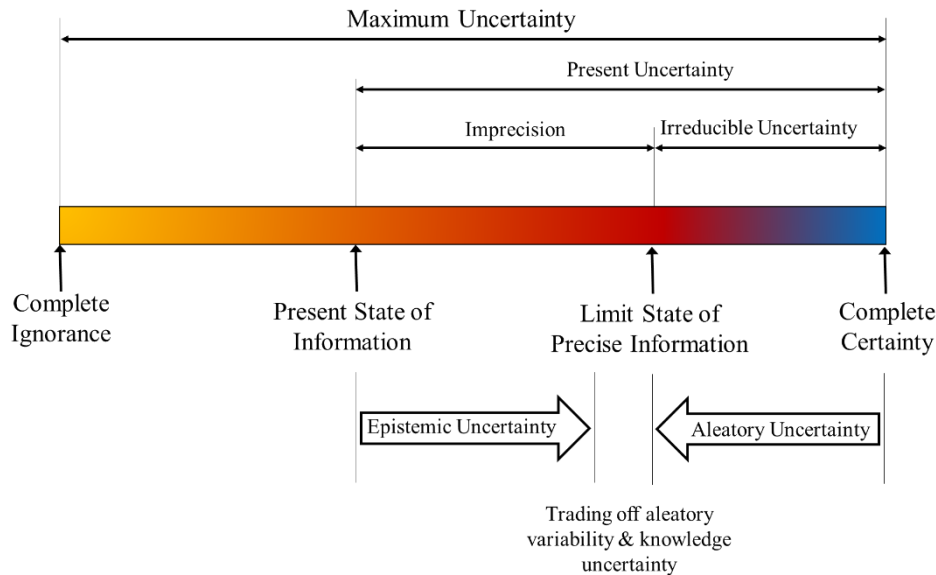 Maximum Uncertainty
Present Uncertainty
Imprecision
Irreducible Uncertainty
Complete
Ignorance
Present State of
Information
Limit State of
Precise Information
Complete
Certainty
Epistemic Uncertainty
Aleatory Uncertainty
Trading off aleatory
variability & knowledge
uncertainty